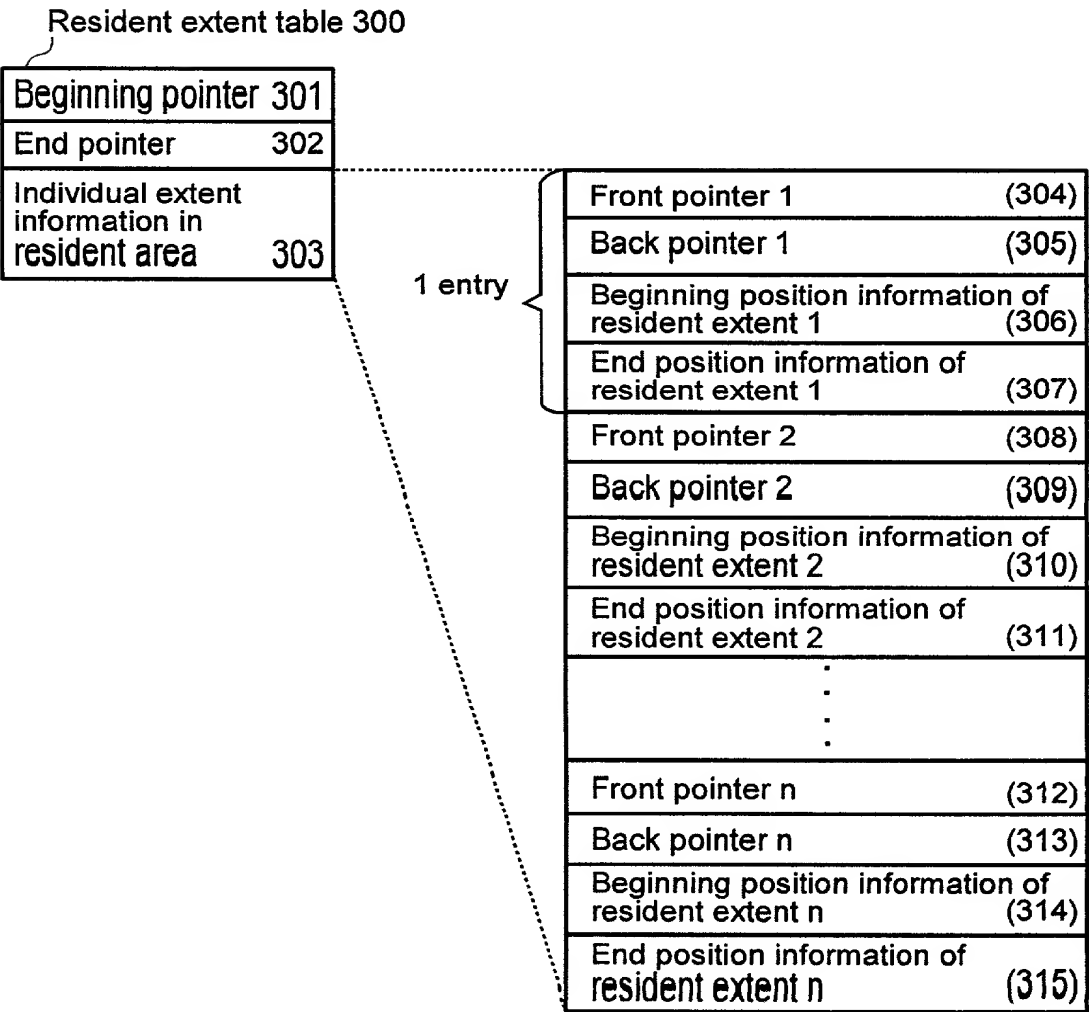 Resident extent table 300
Beginning pointer 301
End pointer 302
Individual extent
information in
resident area 303
1 entry
Front pointer 1 (304)
Back pointer 1 (305)
Beginning position information of
resident extent 1 (306)
End position information of
resident extent 1 (307)
Front pointer 2 (308)
Back pointer 2 (309)
Beginning position information of
resident extent 2 (310)
End position information of
resident extent 2 (311)
Front pointer n (312)
Back pointer n (313)
Beginning position information of
resident extent n (314)
End position information of
resident extent n (315)